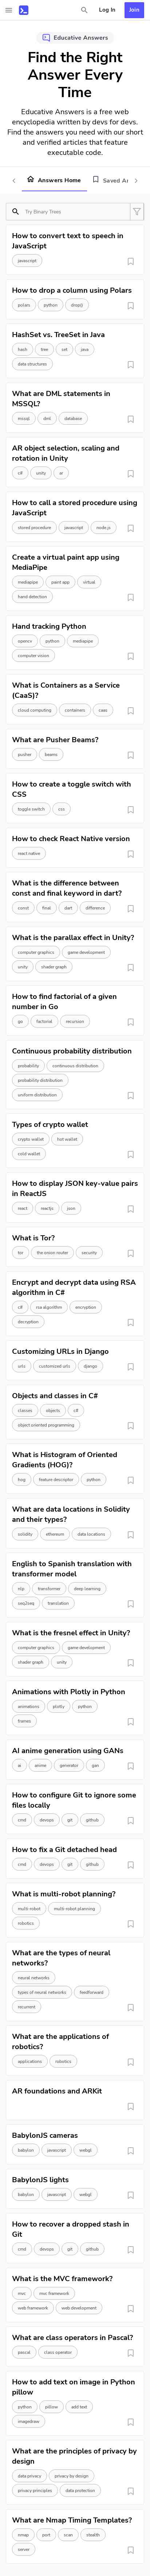 Log In
Join
Educative Answers
Find the Right
Answer Every
Time
Educative Answers is a free web
encyclopedia written by devs for devs.
Find the answers you need with our short
and verified articles that feature
executable code.
Answers Home
Saved
Try Binary Trees
How to convert text to speech in
JavaScript
javascript
How to drop a column using Polars
polars
python
drop()
HashSet vs. TreeSet in Java
hash
tree
set
java
data structures
What are DML statements in
MSSQL?
mssql
dml
database
AR object selection, scaling and
rotation in Unity
c#
unity
ar
How to call a stored procedure using
JavaScript
stored procedure
javascript
node.js
Create a virtual paint app using
MediaPipe
mediapipe
paint app
virtual
hand detection
Hand tracking Python
opencv
python
mediapipe
computer vision
What is Containers as a Service
(CaaS)?
cloud computing
containers
caas
What are Pusher Beams?
pusher
beams
How to create a toggle switch with
CSS
toggle switch
css
How to check React Native version
react native
What is the difference between
const and final keyword in dart?
const
final
dart
difference
What is the parallax effect in Unity?
computer graphics
game development
unity
shader graph
How to find factorial of a given
number in Go
go
factorial
recursion
Continuous probability distribution
probability
continuous distribution
probability distribution
uniform distribution
Types of crypto wallet
crypto wallet
hot wallet
cold wallet
How to display JSON key-value pairs
in ReactJS
react
reactjs
json
What is Tor?
tor
the onion router
security
Encrypt and decrypt data using RSA
algorithm in C#
c#
rsa algorithm
encryption
decryption
Customizing URLs in Django
urls
customized urls
django
Objects and classes in C#
classes
objects
c#
object oriented programming
What is Histogram of Oriented
Gradients (HOG)?
hog
feature descriptor
python
What are data locations in Solidity
and their types?
solidity
ethereum
data locations
English to Spanish translation with
transformer model
nlp
transformer
deep learning
seq2seq
translation
What is the fresnel effect in Unity?
computer graphics
game development
shader graph
unity
Animations with Plotly in Python
animations
plotly
python
frames
AI anime generation using GANs
ai
anime
generator
gan
How to configure Git to ignore some
files locally
cmd
devops
git
github
How to fix a Git detached head
cmd
devops
git
github
What is multi-robot planning?
multi-robot
multi-robot planning
robotics
What are the types of neural
networks?
neural networks
types of neural networks
feedforward
recurrent
What are the applications of
robotics?
applications
robotics
AR foundations and ARKit
BabylonJS cameras
babylon
javascript
webgl
BabylonJS lights
babylon
javascript
webgl
How to recover a dropped stash in
Git
cmd
devops
git
github
What is the MVC framework?
mvc
mvc framework
web framework
web development
What are class operators in Pascal?
pascal
class operator
How to add text on image in Python
pillow
python
pillow
add text
imagedraw
What are the principles of privacy by
design
data privacy
privacy by design
privacy principles
data protection
What are Nmap Timing Templates?
nmap
port
scan
stealth
server